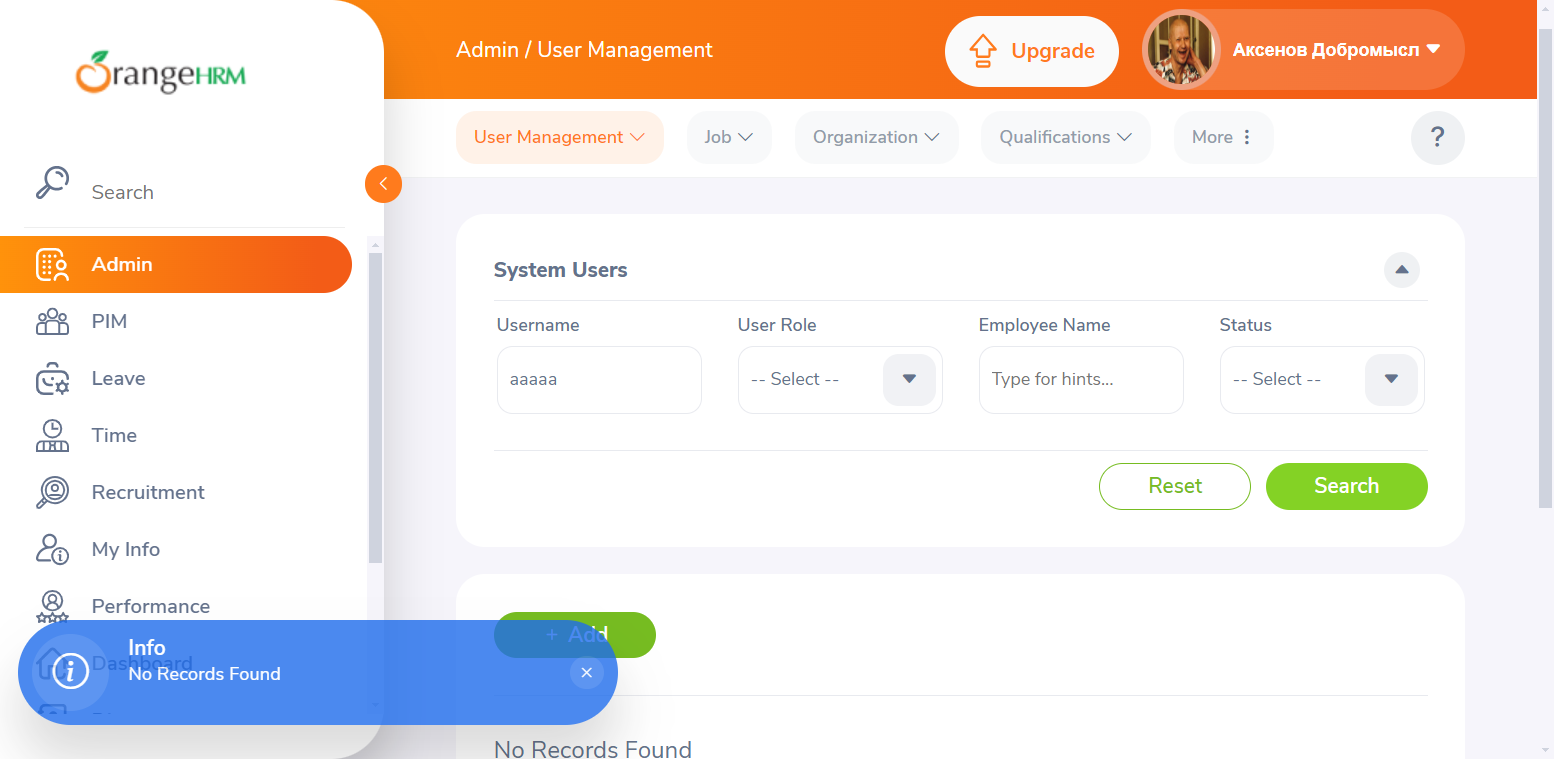 OrangeHRM
Admin / User Management
Upgrade
Аксенов Добромысл
Search
User Management
Job
Organization
Qualifications
More
?
Admin
PIM
Leave
Time
Recruitment
My Info
Performance
Dashboard
System Users
Username
User Role
Employee Name
Status
aaaaa
-- Select --
Type for hints...
-- Select --
Reset
Search
+ Add
Info
No Records Found
No Records Found